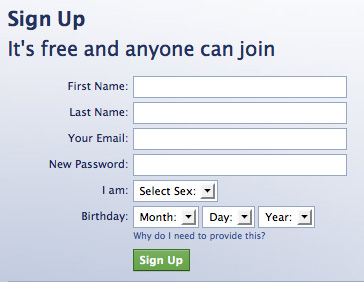 Sign Up
It's free and anyone can join
First Name:
Last Name:
Your Email:
New Password:
I am: Select Sex:
Birthday: Month: Day: Year:
Why do I need to provide this?
Sign Up